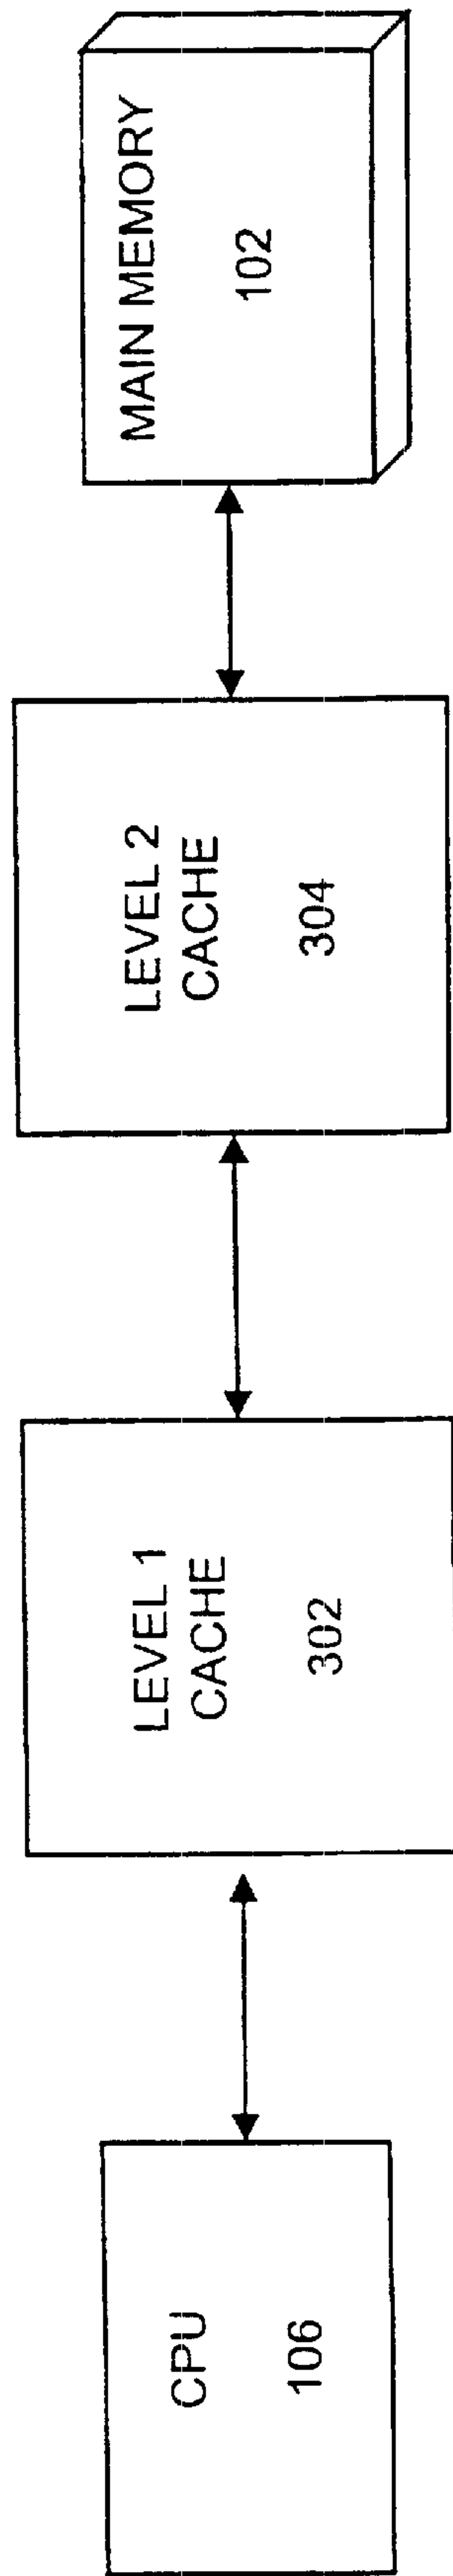 CPU
106
LEVEL 1
CACHE
302
LEVEL 2
CACHE
304
MAIN MEMORY
102